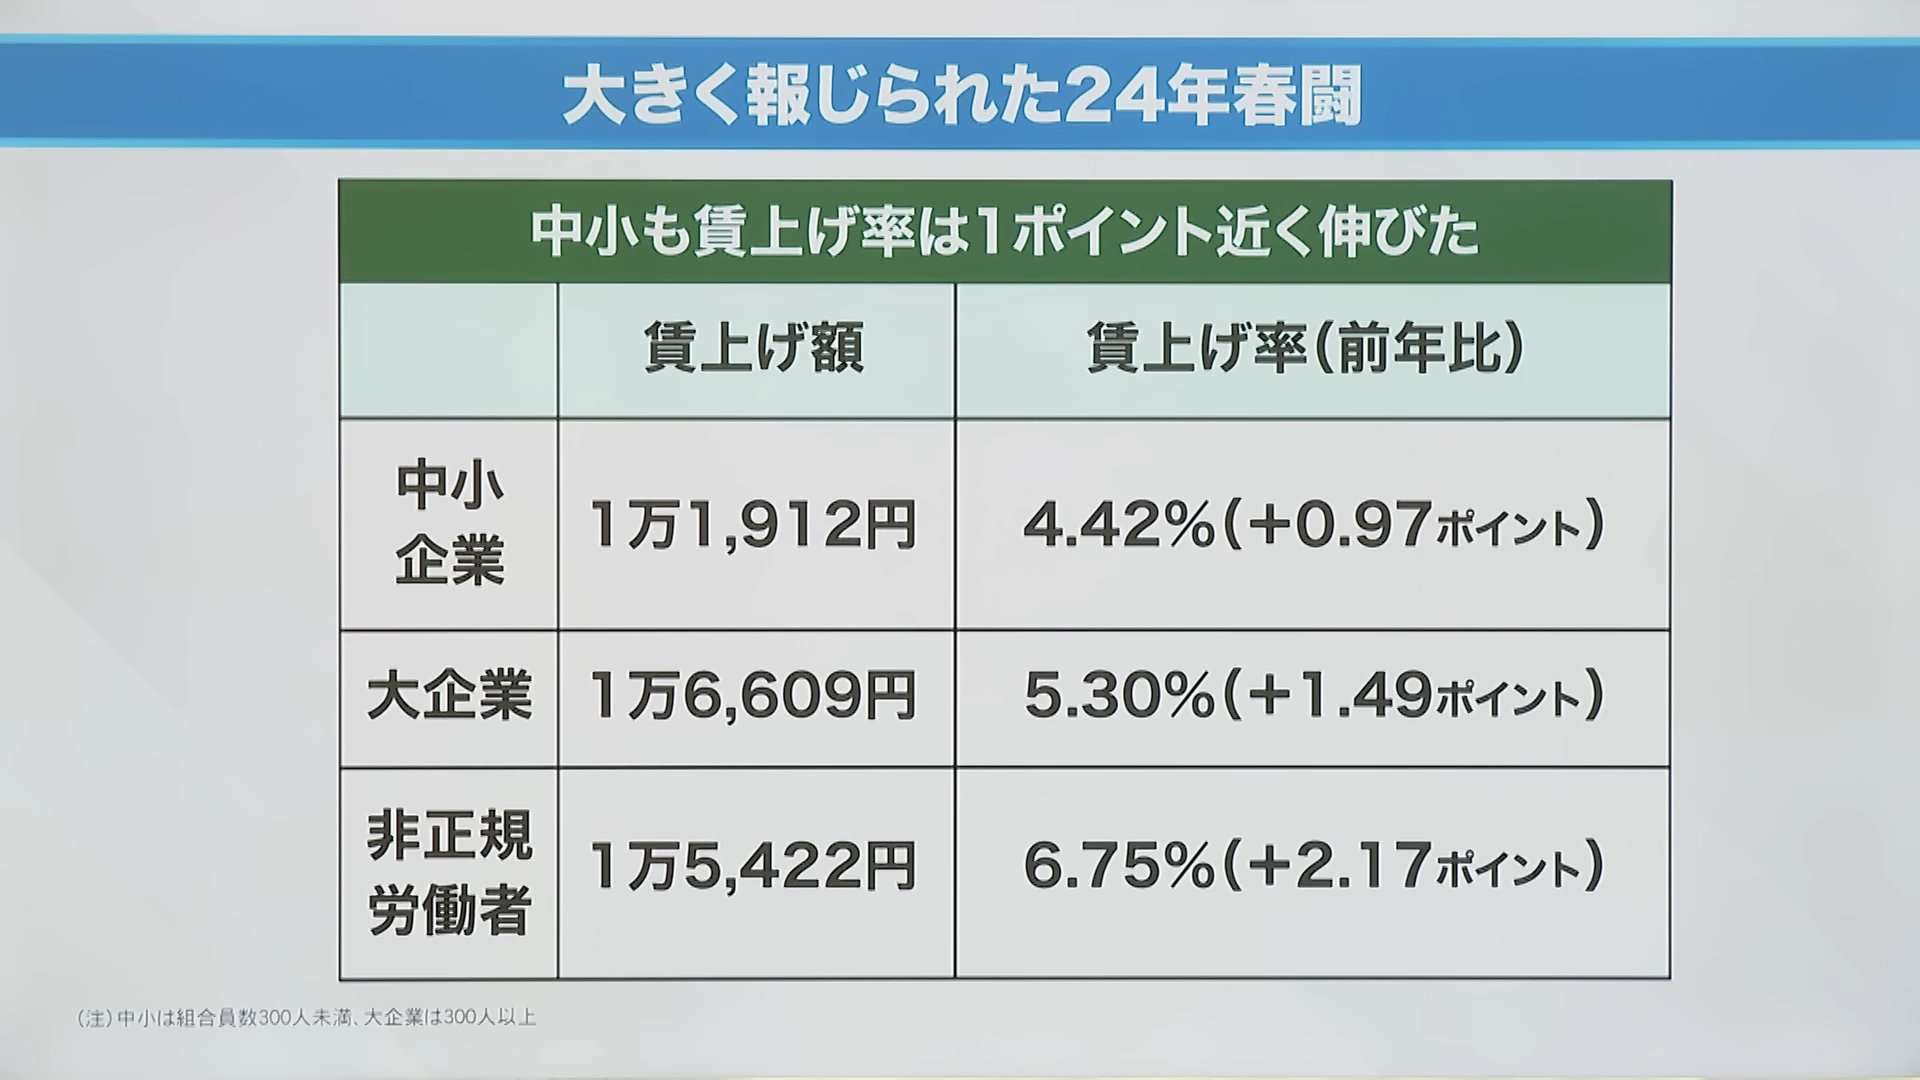 大きく報じられた24年春闘
中小も賃上げ率は1ポイント近く伸びた
賃上げ額
賃上げ率(前年比)
中小
企業
1万1,912円
4.42%(+0.97ポイント)
大企業
1万6,609円
5.30%(+1.49ポイント)
非正規
労働者
1万5,422円
6.75%(+2.17ポイント)
(注)中小は組合員数300人未満、大企業は300人以上